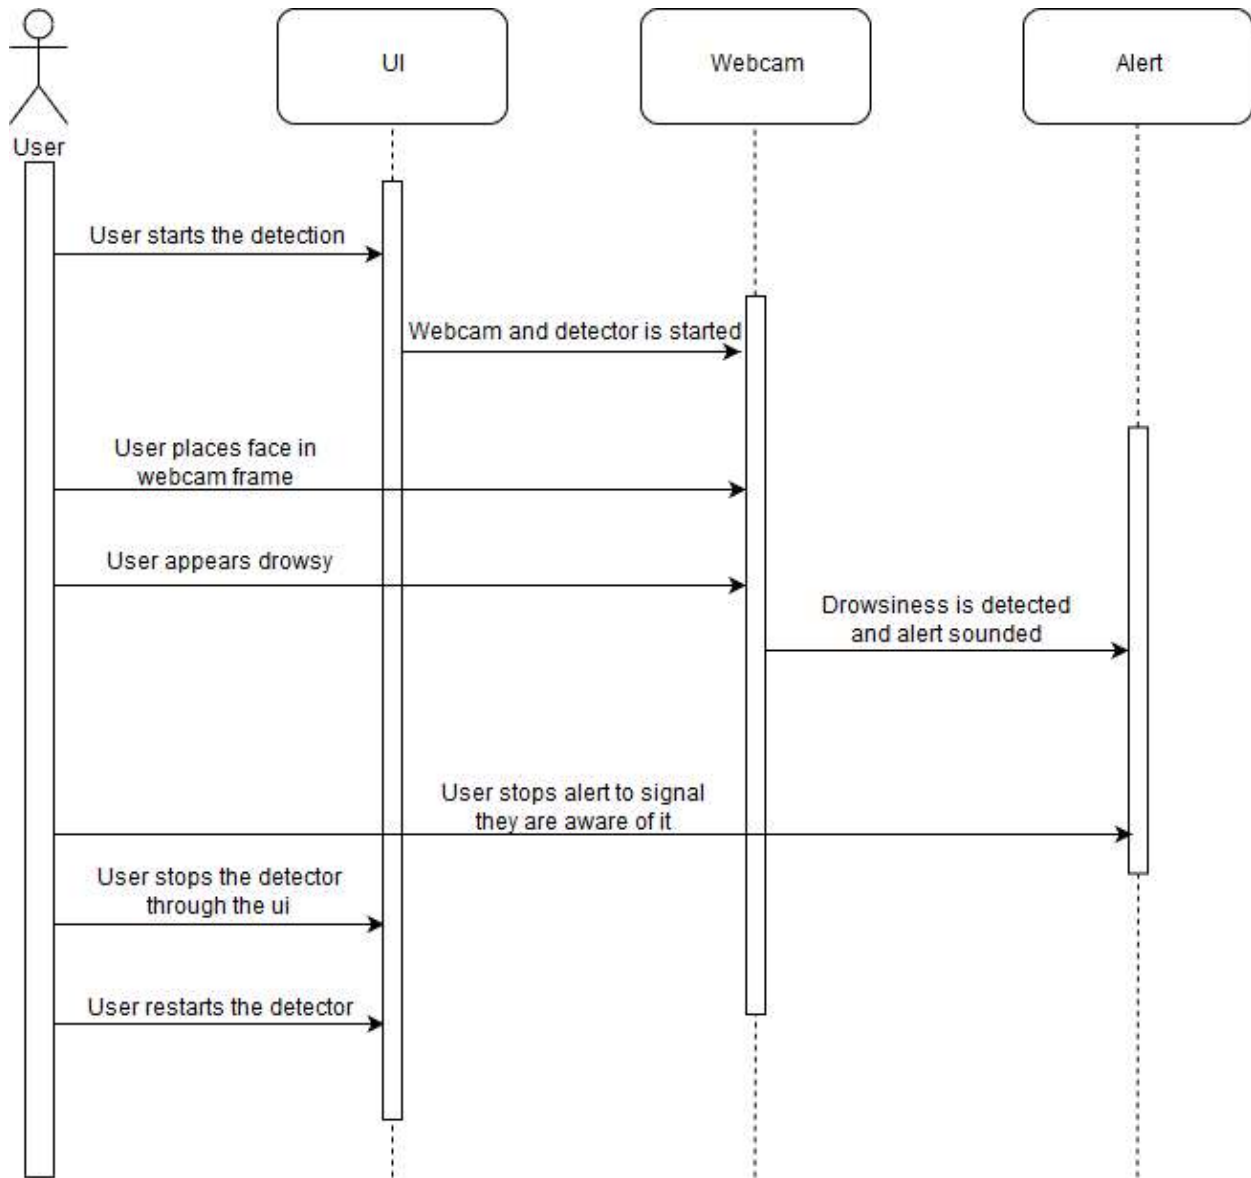 UI
Webcam
Alert
User
User starts the detection
Webcam and detector is started
User places face in
webcam frame
User appears drowsy
Drowsiness is detected
and alert sounded
User stops alert to signal
they are aware of it
User stops the detector
through the ui
User restarts the detector